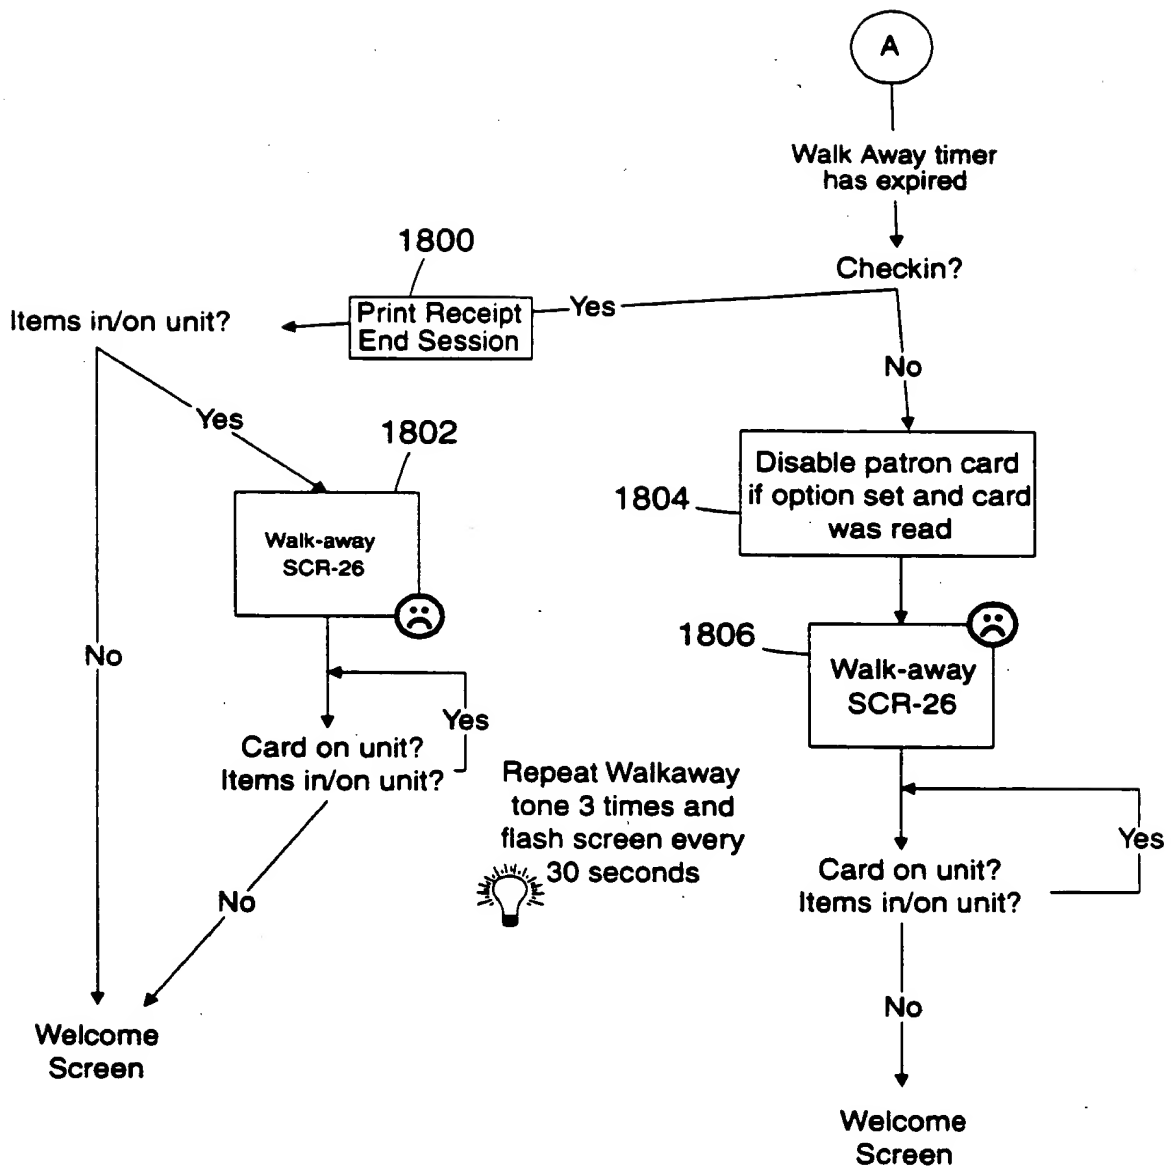 A
Walk Away timer
has expired
Checkin?
1800
Print Receipt
End Session
Yes
Items in/on unit?
No
Yes
1802
Walk-away
SCR-26
1804
Disable patron card
if option set and card
was read
1806
Walk-away
SCR-26
No
Yes
Card on unit?
Items in/on unit?
Repeat Walkaway
tone 3 times and
flash screen every
30 seconds
Yes
Card on unit?
Items in/on unit?
No
No
Welcome
Screen
Welcome
Screen